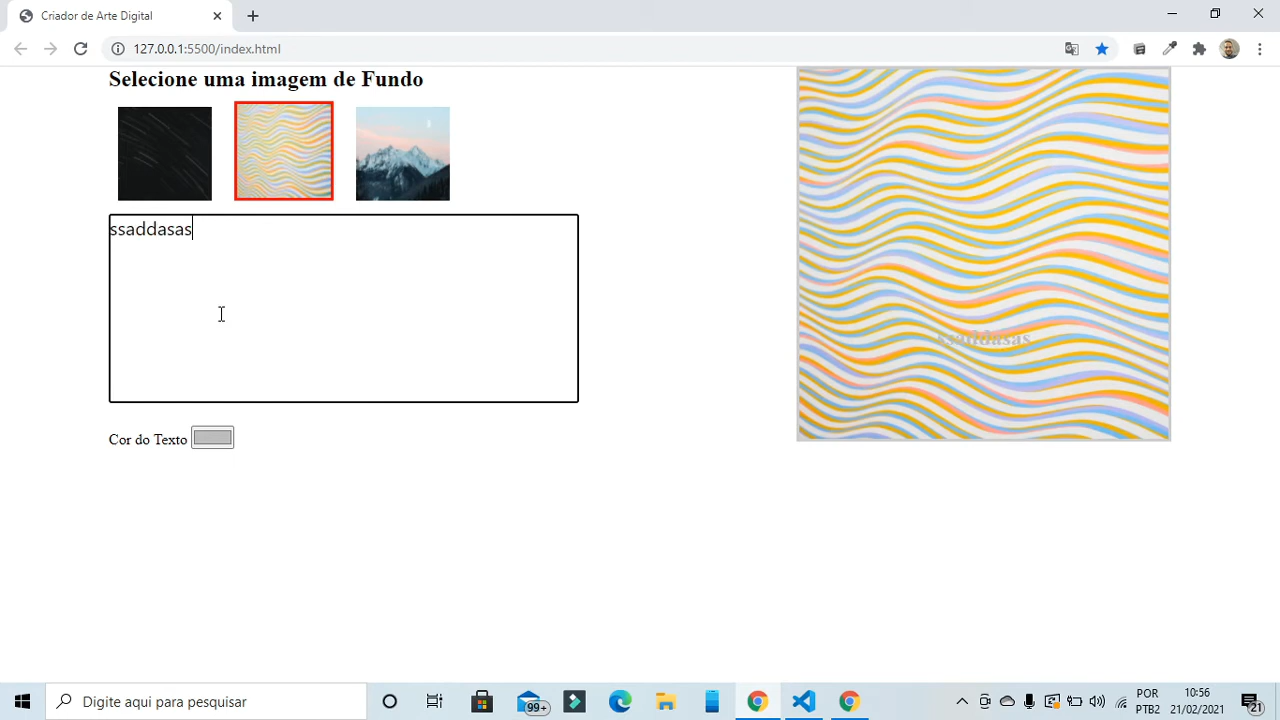 Criador de Arte Digital
127.0.0.1:5500/index.html
Selecione uma imagem de Fundo
ssaddasas
ssaddasas
Cor do Texto
Digite aqui para pesquisar
99+
POR
PTB2
10:56
21/02/2021
21